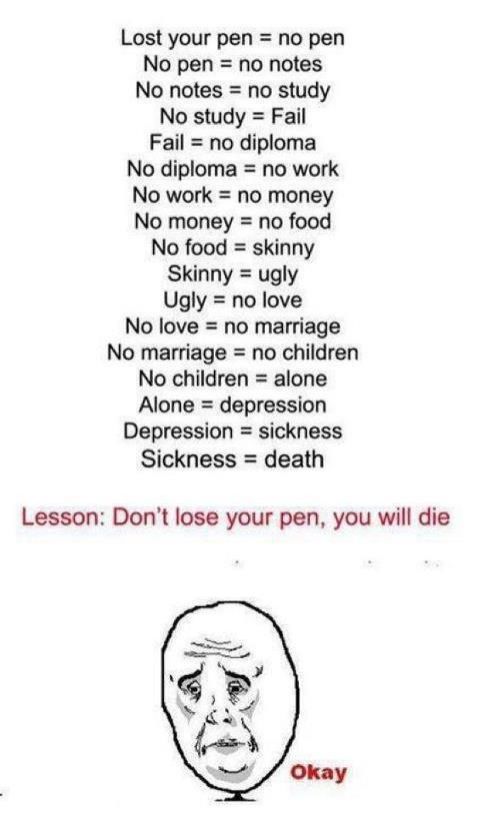 Lost your pen = no pen
No pen = no notes
No notes = no study
No study = Fail
Fail = no diploma
No diploma = no work
No work = no money
No money = no food
No food = skinny
Skinny = ugly
Ugly = no love
No love = no marriage
No marriage = no children
No children = alone
Alone = depression
Depression = sickness
Sickness = death
Lesson: Don't lose your pen, you will die
Okay